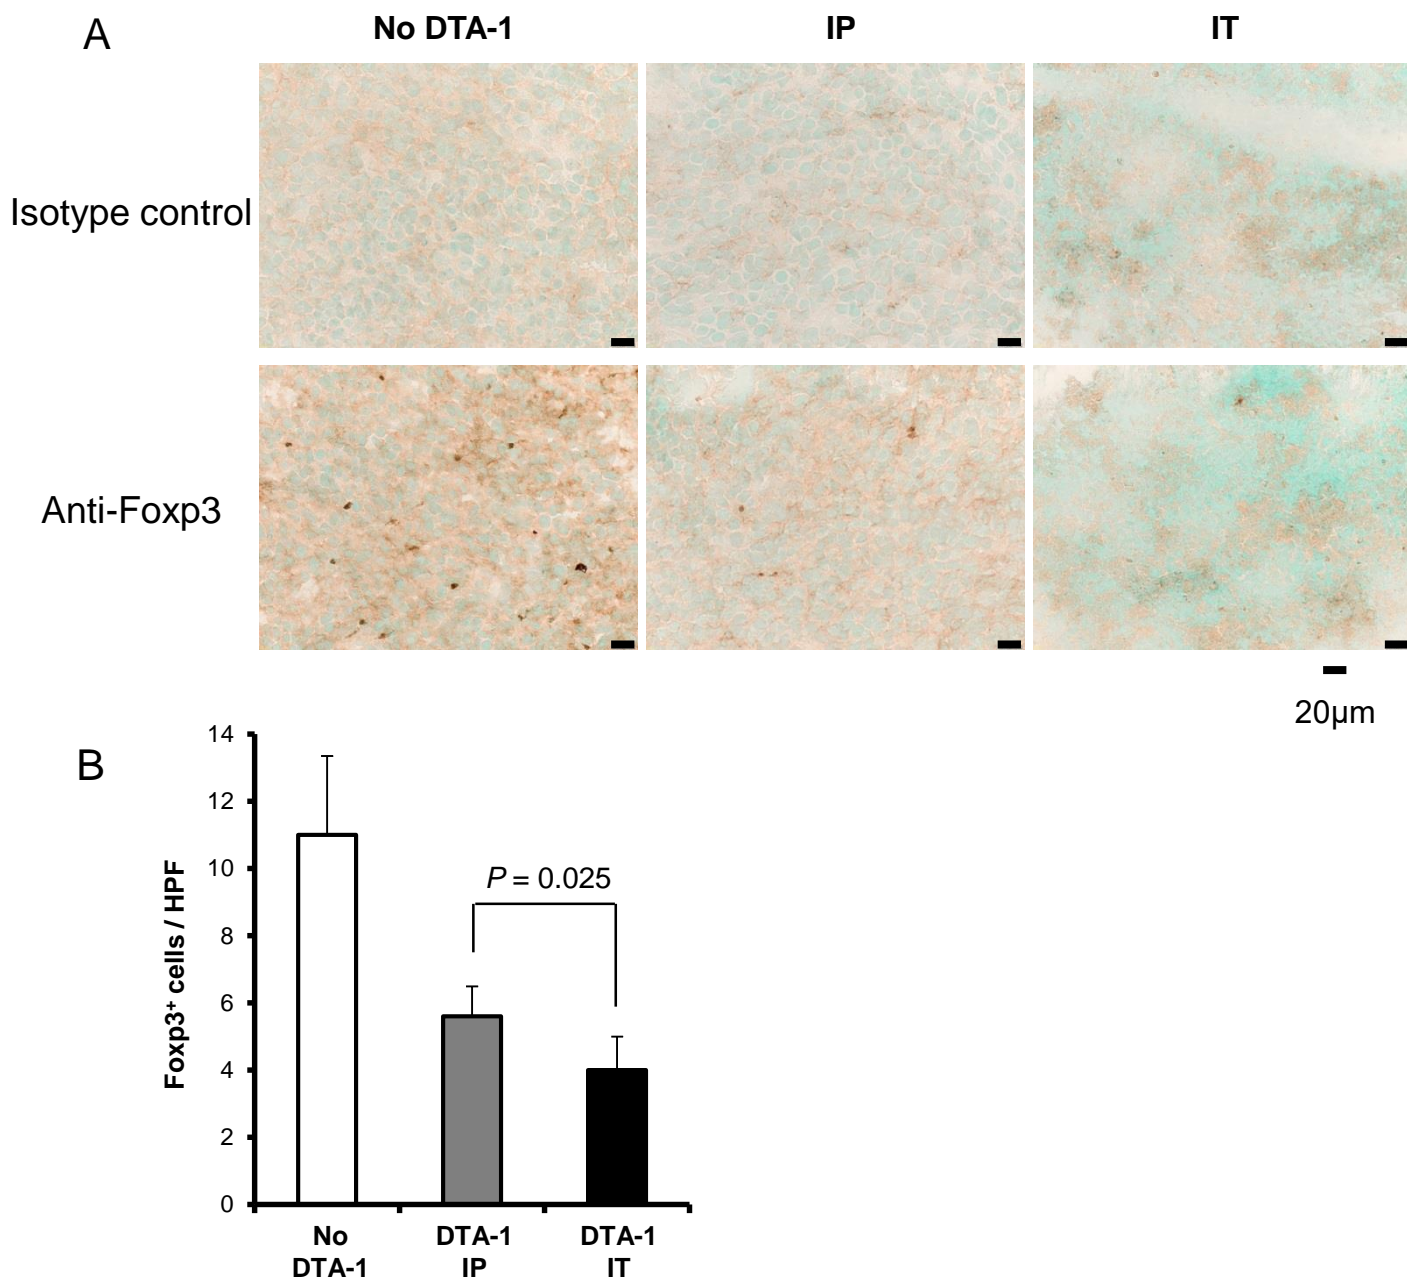 A
No DTA-1
IP
IT
Isotype control
Anti-Foxp3
20µm
B
14
12
10
8
6
4
2
0
Foxp3⁺ cells / HPF
P = 0.025
No
DTA-1
DTA-1
IP
DTA-1
IT